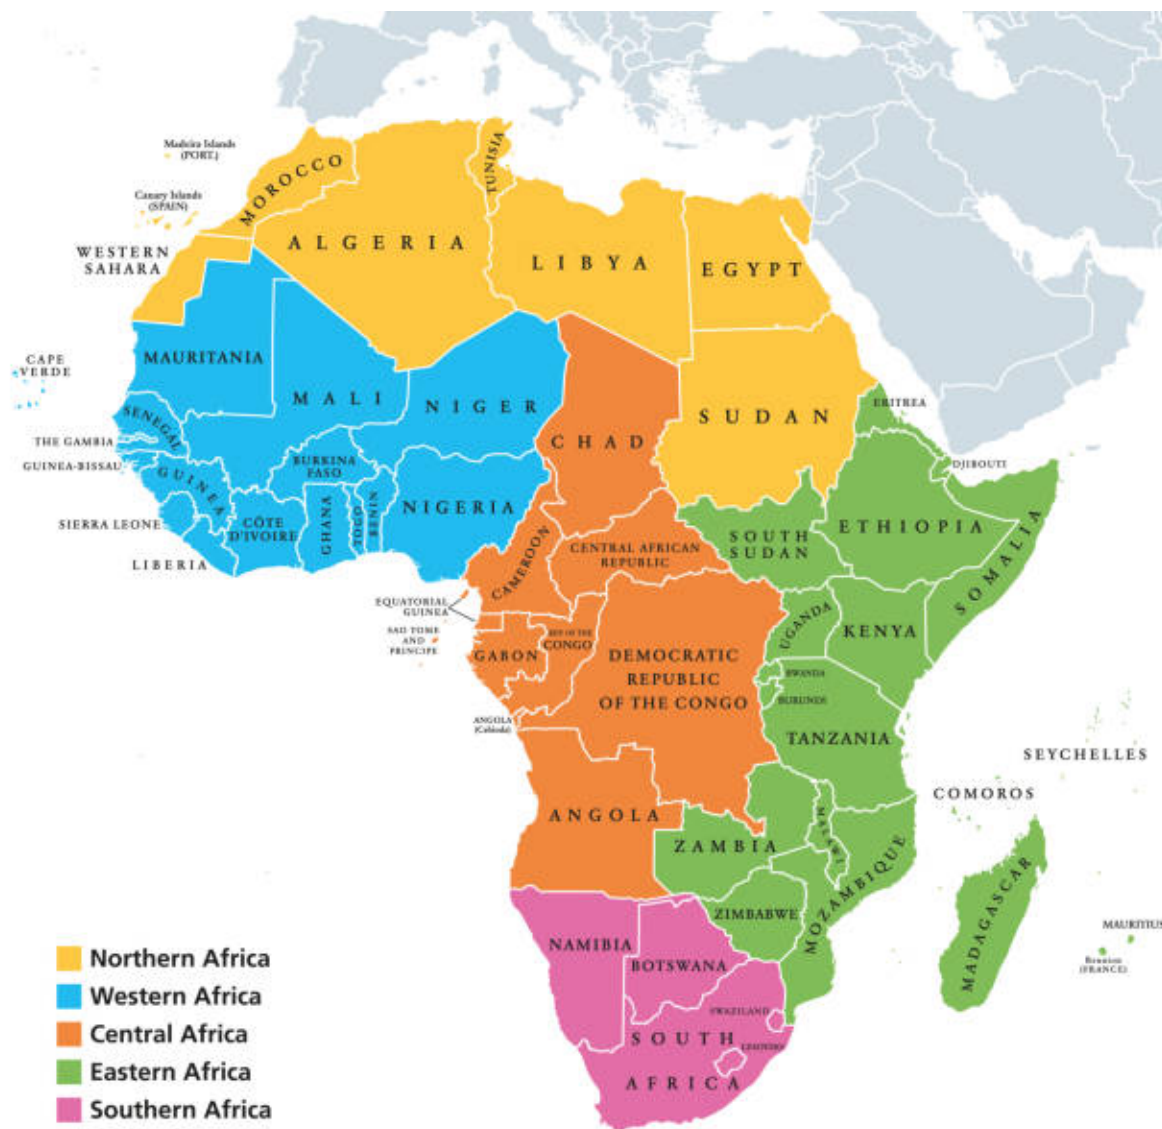 Madeira Islands
(PORT.)
Canary Islands
(SPAIN)
MOROCCO
TUNISIA
WESTERN
SAHARA
ALGERIA
LIBYA
EGYPT
CAPE
VERDE
MAURITANIA
MALI
NIGER
CHAD
SUDAN
ERITREA
SENEGAL
THE GAMBIA
GUINEA-BISSAU
GUINEA
BURKINA
FASO
DJIBOUTI
SIERRA LEONE
CÔTE
D'IVOIRE
GHANA
TOGO
BENIN
NIGERIA
SOUTH
SUDAN
ETHIOPIA
SOMALIA
LIBERIA
CAMEROON
CENTRAL AFRICAN
REPUBLIC
EQUATORIAL
GUINEA
SAO TOME
AND
PRINCIPE
GABON
REP. OF THE
CONGO
DEMOCRATIC
REPUBLIC
OF THE CONGO
UGANDA
KENYA
RWANDA
BURUNDI
ANGOLA
(Cabinda)
TANZANIA
SEYCHELLES
COMOROS
ANGOLA
ZAMBIA
MALAWI
MOZAMBIQUE
ZIMBABWE
MADAGASCAR
MAURITIUS
Reunion
(FRANCE)
NAMIBIA
BOTSWANA
SWAZILAND
LESOTHO
SOUTH
AFRICA
Northern Africa
Western Africa
Central Africa
Eastern Africa
Southern Africa